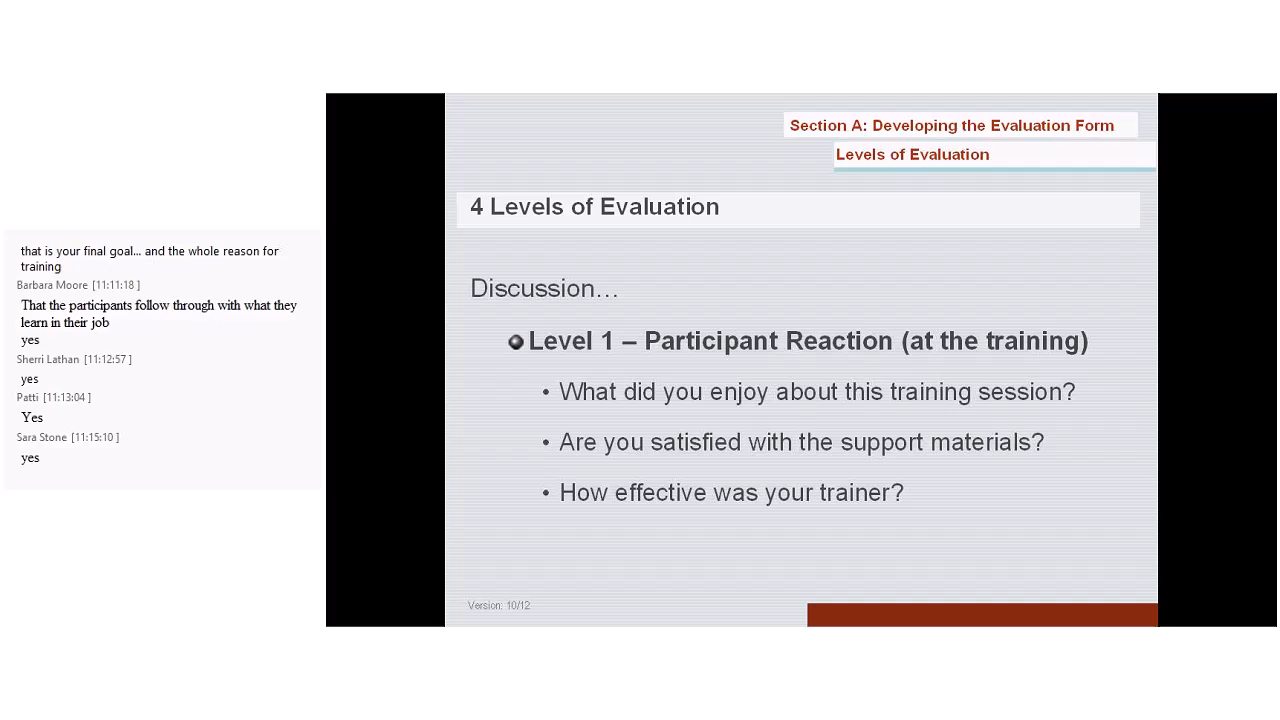 that is your final goal... and the whole reason for
training
Barbara Moore [11:11:18 ]
That the participants follow through with what they
learn in their job
yes
Sherri Lathan [11:12:57 ]
yes
Patti [11:13:04 ]
Yes
Sara Stone [11:15:10 ]
yes
Section A: Developing the Evaluation Form
Levels of Evaluation
4 Levels of Evaluation
Discussion…
Level 1 – Participant Reaction (at the training)
• What did you enjoy about this training session?
• Are you satisfied with the support materials?
• How effective was your trainer?
Version: 10/12